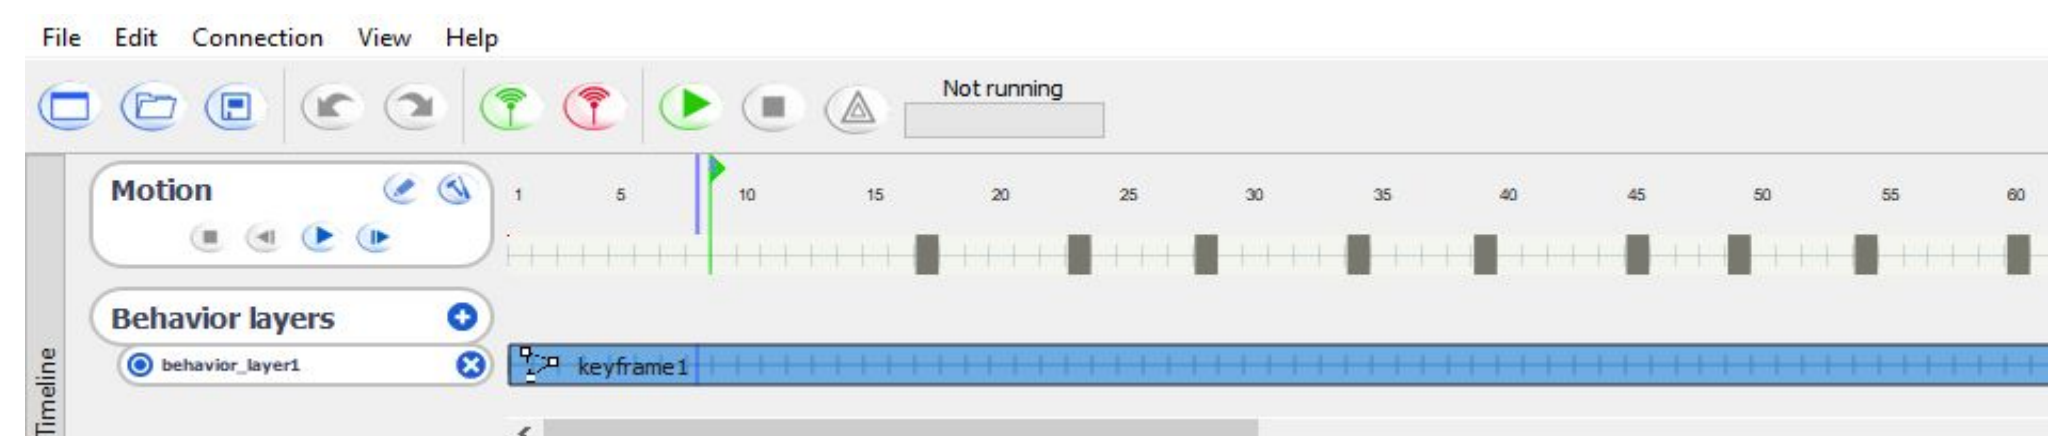 File Edit Connection View Help
Not running
Motion
1 5 10 15 20 25 30 35 40 45 50 55 60
Behavior layers
behavior_layer1
keyframe1
Timeline